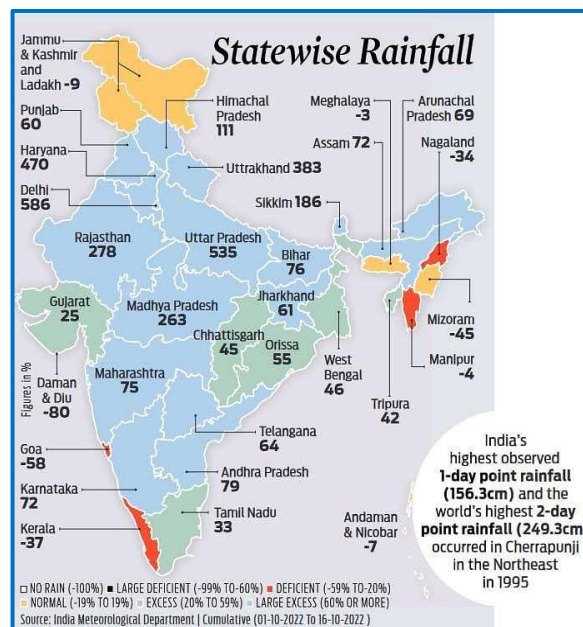 Statewise Rainfall
Jammu
& Kashmir
and
Ladakh -9
Punjab
60
Haryana
470
Delhi
586
Himachal
Pradesh
111
Uttrakhand 383
Meghalaya
-3
Arunachal
Pradesh 69
Assam 72
Nagaland
-34
Sikkim 186
Rajasthan
278
Uttar Pradesh
535
Bihar
76
Gujarat
25
Madhya Pradesh
263
Jharkhand
61
Chhattisgarh
45
Orissa
55
West
Bengal
46
Mizoram
-45
Manipur
-4
Tripura
42
Figures in %
Daman
& Diu
-80
Maharashtra
75
Goa
-58
Telangana
64
Andhra Pradesh
79
Karnataka
72
Kerala
-37
Tamil Nadu
33
Andaman
& Nicobar
-7
India's
highest observed
1-day point rainfall
(156.3cm) and the
world's highest 2-day
point rainfall (249.3cm
occurred in Cherrapunji
in the Northeast
in 1995
NO RAIN (-100%) LARGE DEFICIENT (-99% TO-60%) DEFICIENT (-59% TO-20%)
NORMAL (-19% TO 19%) EXCESS (20% TO 59%) LARGE EXCESS (60% OR MORE)
Source: India Meteorological Department | Cumulative (01-10-2022 To 16-10-2022 )